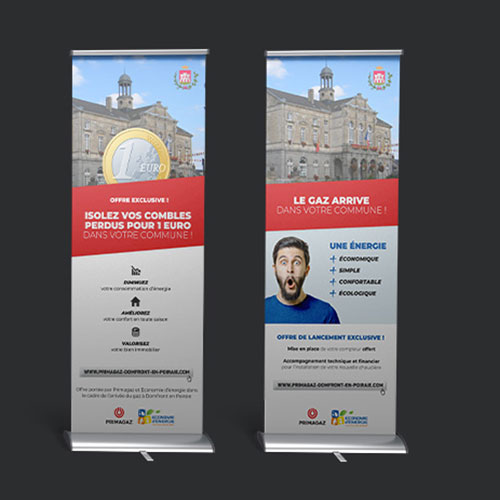 1
EURO
OFFRE EXCLUSIVE !
ISOLEZ VOS COMBLES
PERDUS POUR 1 EURO
DANS VOTRE COMMUNE !
DIMINUEZ
votre consommation d'énergie
AMÉLIOREZ
votre confort en toute saison
VALORISEZ
votre bien immobilier
WWW.PRIMAGAZ-DOMFRONT-EN-POIRAIE.COM
Offre portée par Primagaz et Economie d'énergie dans
le cadre de l'arrivée du gaz à Domfront en Poiraie
PRIMAGAZ
ECONOMIE
D'ÉNERGIE
LE GAZ ARRIVE
DANS VOTRE COMMUNE !
UNE ÉNERGIE
+ ÉCONOMIQUE
+ SIMPLE
+ CONFORTABLE
+ ÉCOLOGIQUE
OFFRE DE LANCEMENT EXCLUSIVE !
Mise en place de votre compteur offert
Accompagnement technique et financier
pour l'installation de votre nouvelle chaudière
WWW.PRIMAGAZ-DOMFRONT-EN-POIRAIE.COM
PRIMAGAZ
ECONOMIE
D'ÉNERGIE